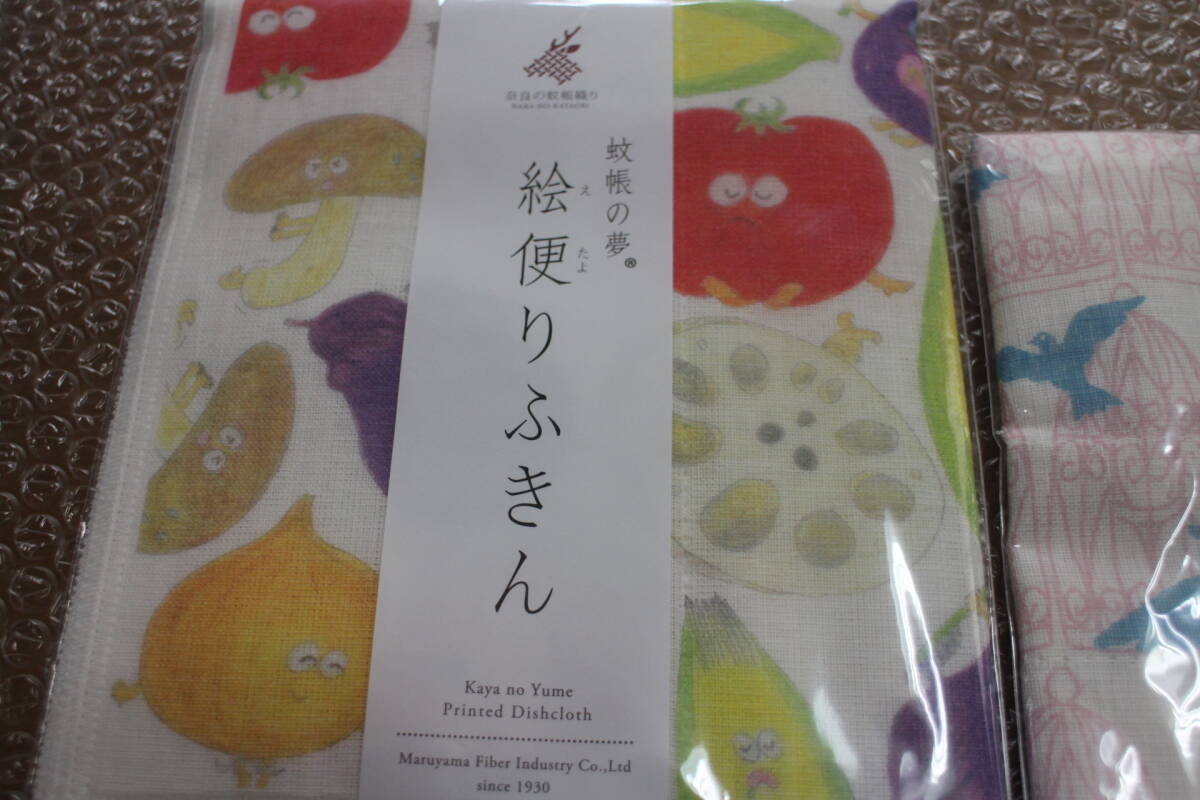 奈良の蚊帳織り
NARA-NO-KAYAORI
蚊帳の夢®
絵便りふきん
え
たよ
Kaya no Yume
Printed Dishcloth
Maruyama Fiber Industry Co.,Ltd
since 1930